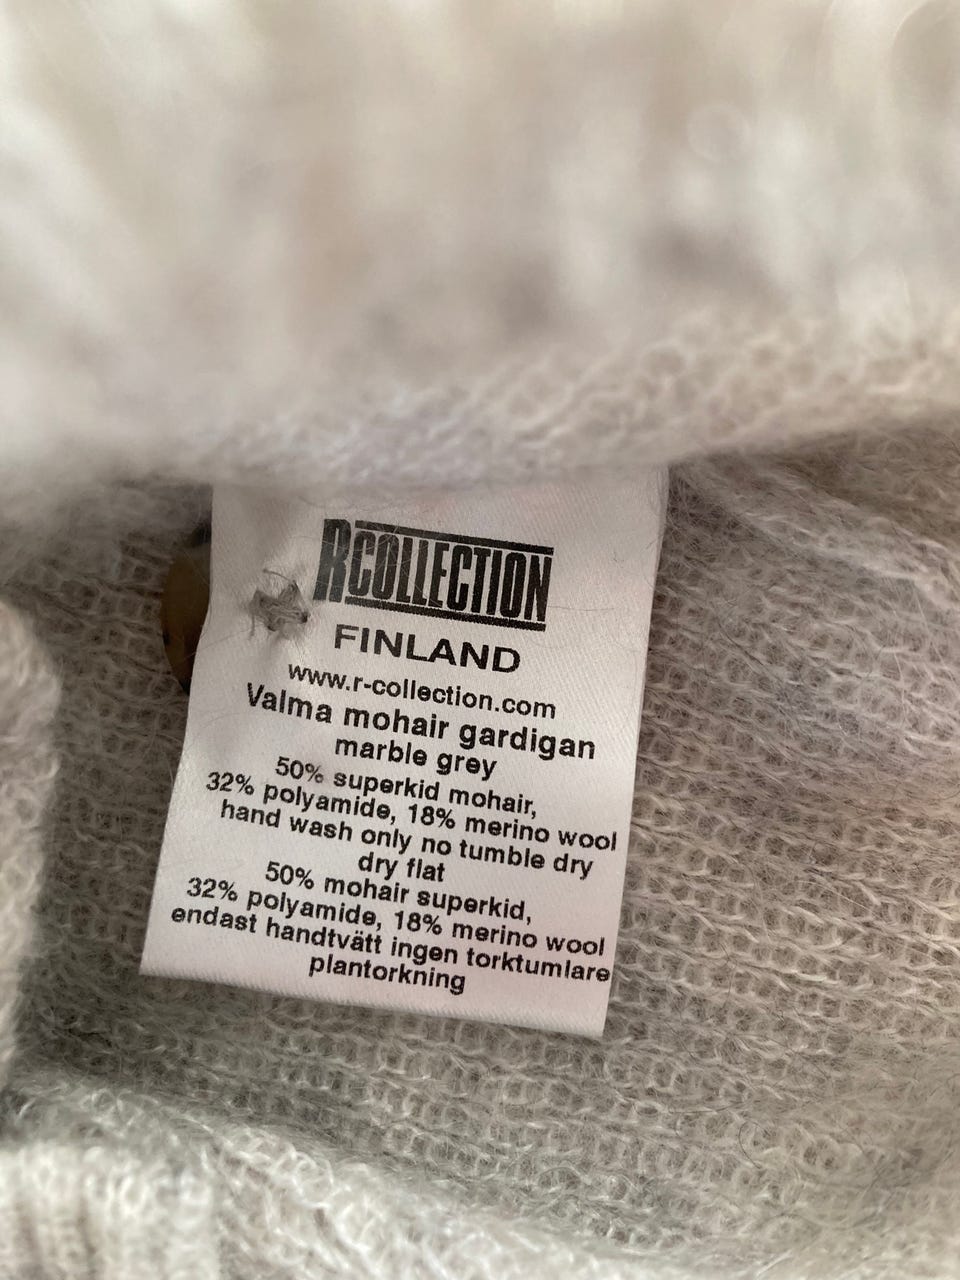 RCOLLECTION
FINLAND
www.r-collection.com
Valma mohair gardigan
marble grey
50% superkid mohair,
32% polyamide, 18% merino wool
hand wash only no tumble dry
dry flat
50% mohair superkid,
32% polyamide, 18% merino wool
endast handtvätt ingen torktumlare
plantorkning